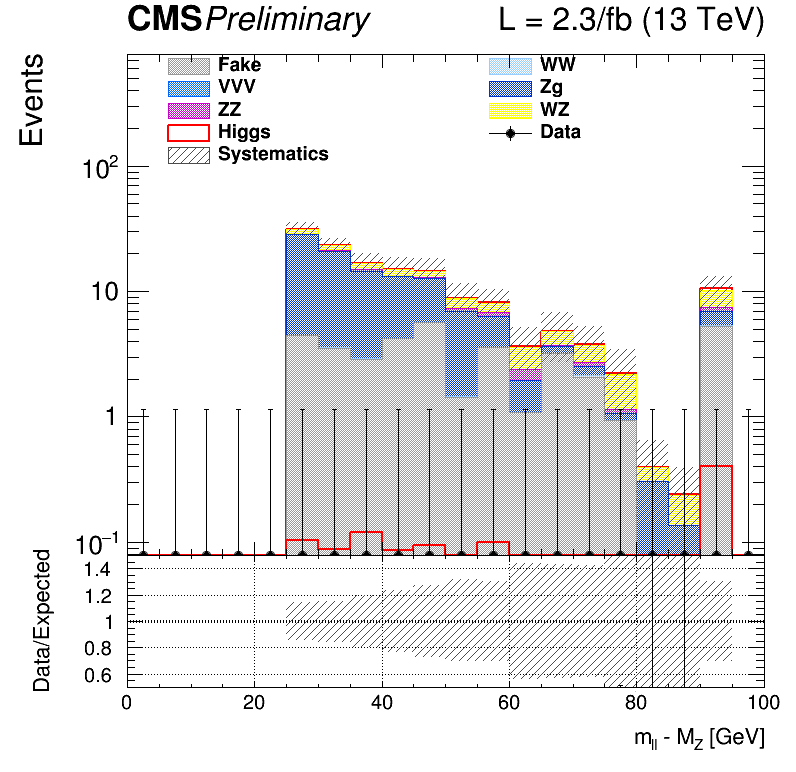 CMS Preliminary L = 2.3/fb (13 TeV)
Events
Fake WW
VVV Zg
ZZ WZ
Higgs Data
Systematics
10²
10
1
10⁻¹
Data/Expected
1.4
1.2
1
0.8
0.6
0 20 40 60 80 100
m_ll - M_Z [GeV]